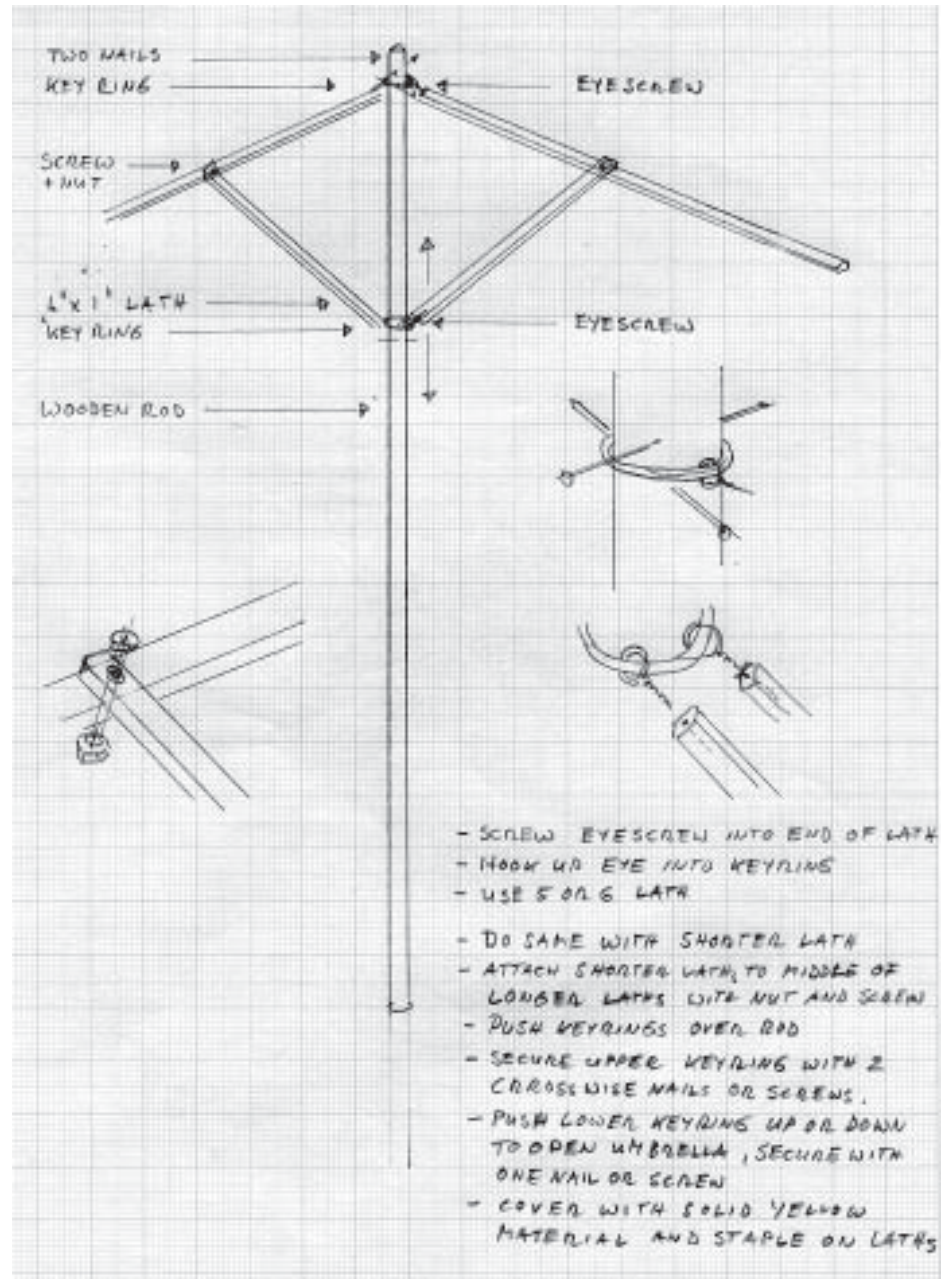 TWO NAILS
KEY RING
EYESCREW
SCREW
+ NUT
1" x 1" LATH
KEY RING
EYESCREW
WOODEN ROD
- SCREW EYESCREW INTO END OF LATH
- HOOK UP EYE INTO KEYRING
- USE 5 OR 6 LATH
- DO SAME WITH SHORTER LATH
- ATTACH SHORTER LATHS TO MIDDLE OF
LONGER LATHS WITH NUT AND SCREW
- PUSH KEYRINGS OVER ROD
- SECURE UPPER KEYRING WITH 2
CRROSSWISE NAILS OR SCREWS.
- PUSH LOWER KEYRING UP OR DOWN
TO OPEN UMBRELLA, SECURE WITH
ONE NAIL OR SCREW
- COVER WITH SOLID YELLOW
MATERIAL AND STAPLE ON LATHS